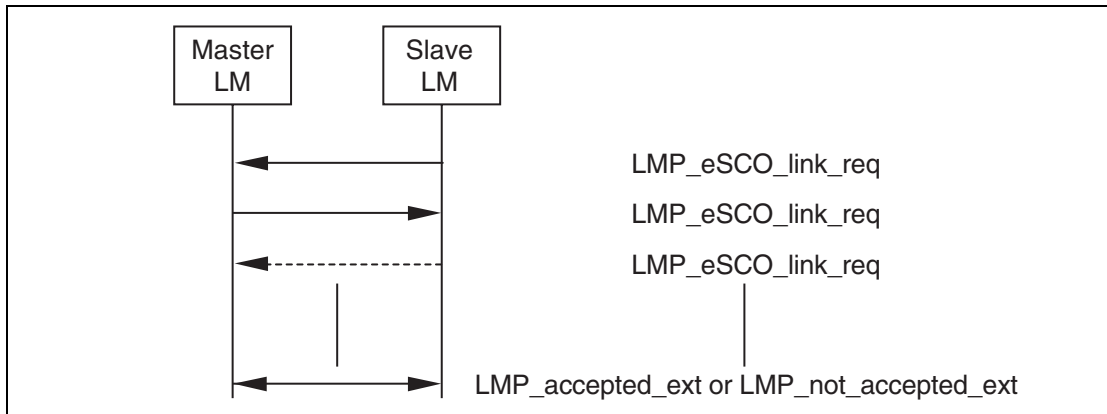 Master
LM
Slave
LM
LMP_eSCO_link_req
LMP_eSCO_link_req
LMP_eSCO_link_req
LMP_accepted_ext or LMP_not_accepted_ext